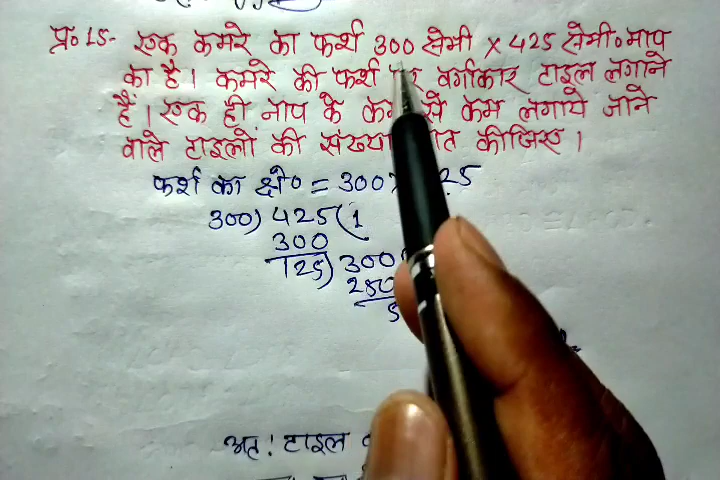 प्र० 15- एक कमरे का फर्श 300 सेमी × 425 सेमी० माप
का है। कमरे की फर्श पर वर्गाकार टाइल लगाने
हैं। एक ही नाप के कम से कम लगाये जाने
वाले टाइलों की संख्या कीजिए।
फर्श का क्षे० = 300 25
300) 425 (1
300
125) 300
250
5
अत: टाइल